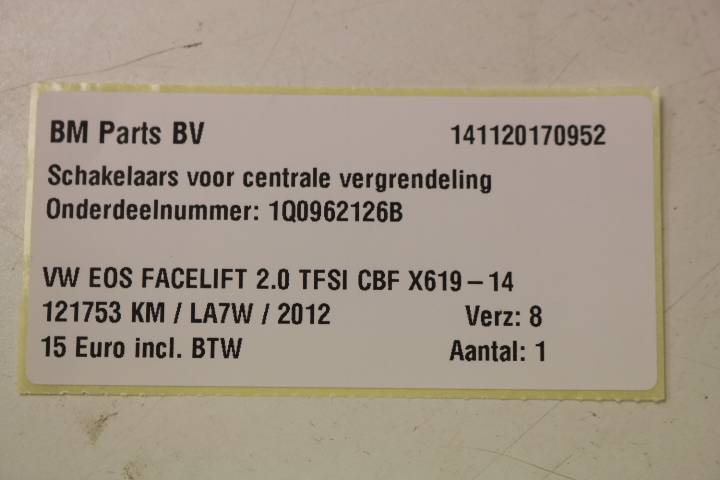 BM Parts BV 141120170952
Schakelaars voor centrale vergrendeling
Onderdeelnummer: 1Q0962126B
VW EOS FACELIFT 2.0 TFSI CBF X619-14
121753 KM / LA7W / 2012 Verz: 8
15 Euro incl. BTW Aantal: 1